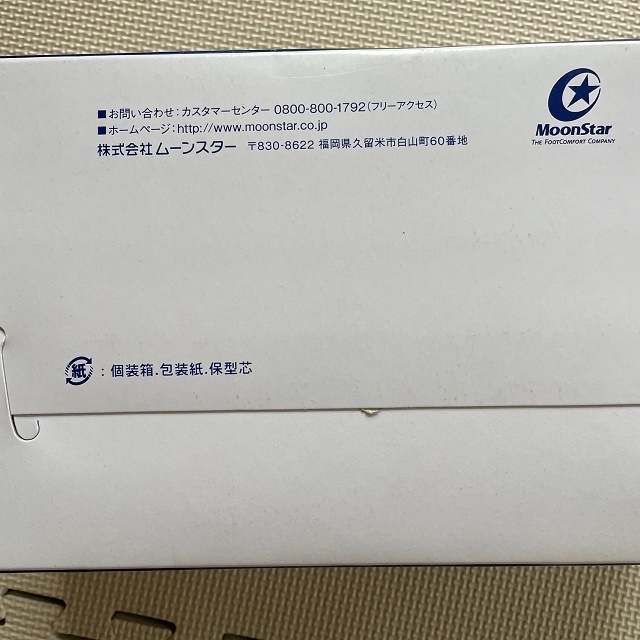 ■お問い合わせ：カスタマーセンター 0800-800-1792（フリーアクセス）
■ホームページ：http://www.moonstar.co.jp
株式会社ムーンスター 〒830-8622 福岡県久留米市白山町60番地
MoonStar
THE FOOTCOMFORT COMPANY
紙：個装箱.包装紙.保型芯